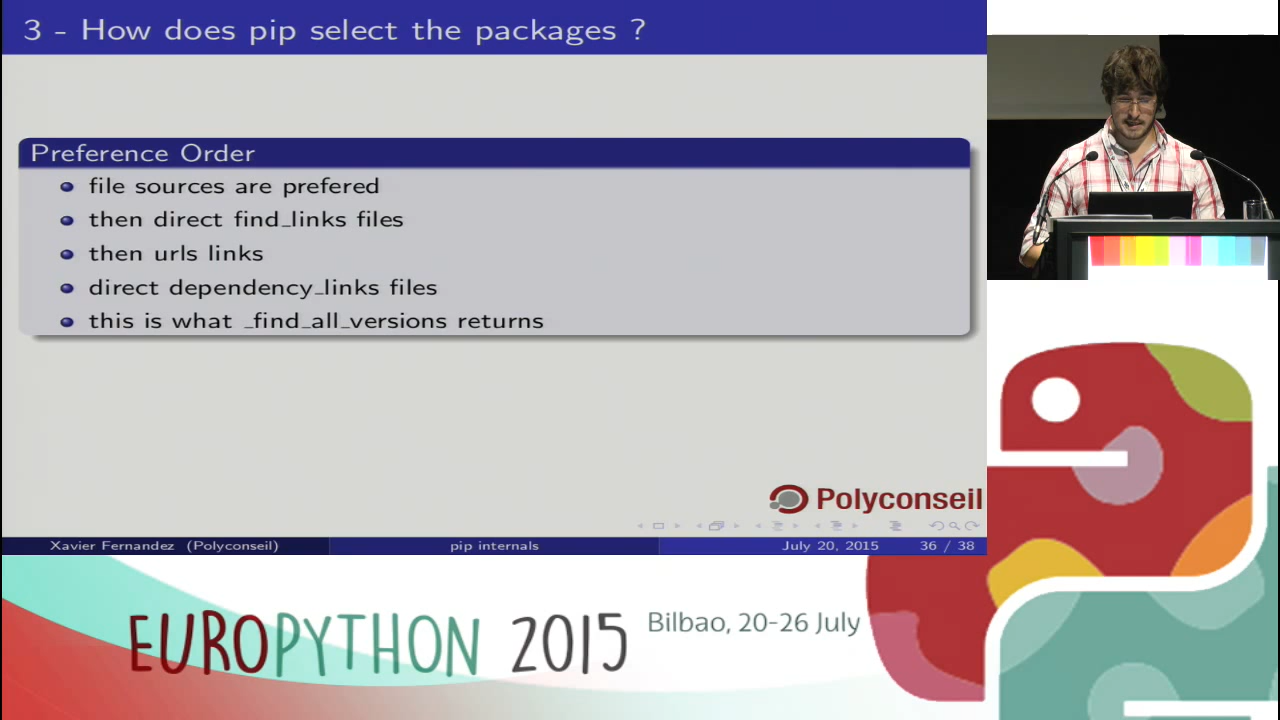 3 - How does pip select the packages ?
Preference Order
file sources are prefered
then direct find_links files
then urls links
direct dependency_links files
this is what _find_all_versions returns
Polyconseil
Xavier Fernandez (Polyconseil)
pip internals
July 20, 2015
36 / 38
EUROPYTHON 2015
Bilbao, 20-26 July